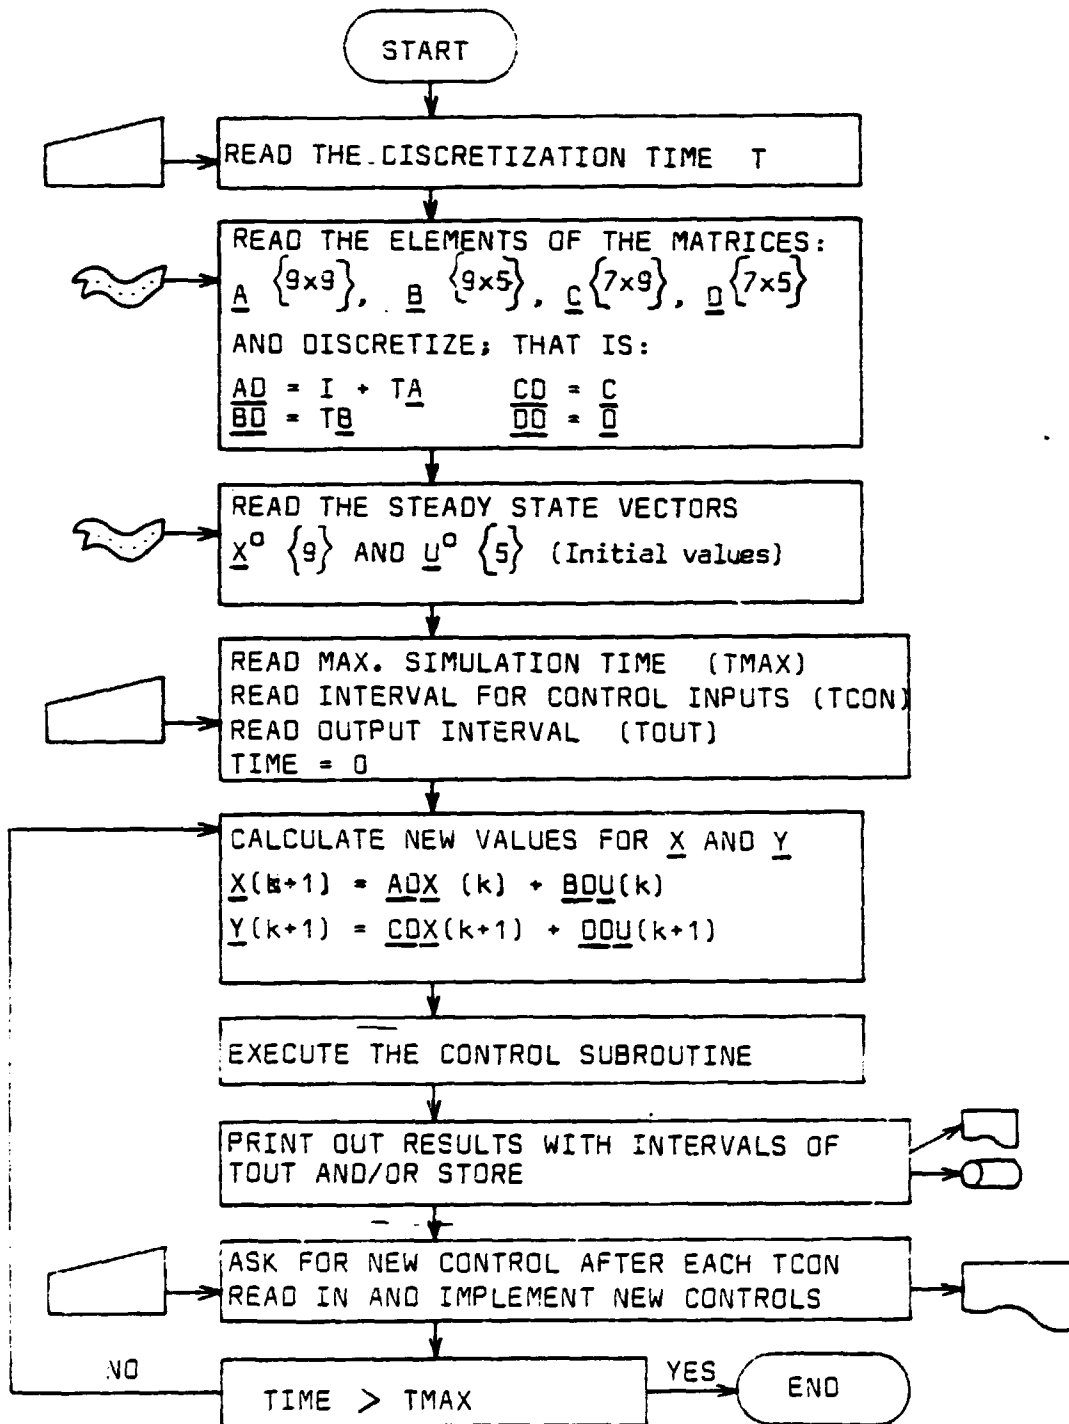 START
READ THE DISCRETIZATION TIME T
READ THE ELEMENTS OF THE MATRICES:
A {9x9}, B {9x5}, C {7x9}, D {7x5}
AND DISCRETIZE; THAT IS:
AD = I + TA CD = C
BD = TB DD = D
READ THE STEADY STATE VECTORS
X° {9} AND U° {5} (Initial values)
READ MAX. SIMULATION TIME (TMAX)
READ INTERVAL FOR CONTROL INPUTS (TCON)
READ OUTPUT INTERVAL (TOUT)
TIME = 0
CALCULATE NEW VALUES FOR X AND Y
X(k+1) = ADX (k) + BDU(k)
Y(k+1) = CDX(k+1) + DDU(k+1)
EXECUTE THE CONTROL SUBROUTINE
PRINT OUT RESULTS WITH INTERVALS OF
TOUT AND/OR STORE
ASK FOR NEW CONTROL AFTER EACH TCON
READ IN AND IMPLEMENT NEW CONTROLS
NO
TIME > TMAX
YES
END